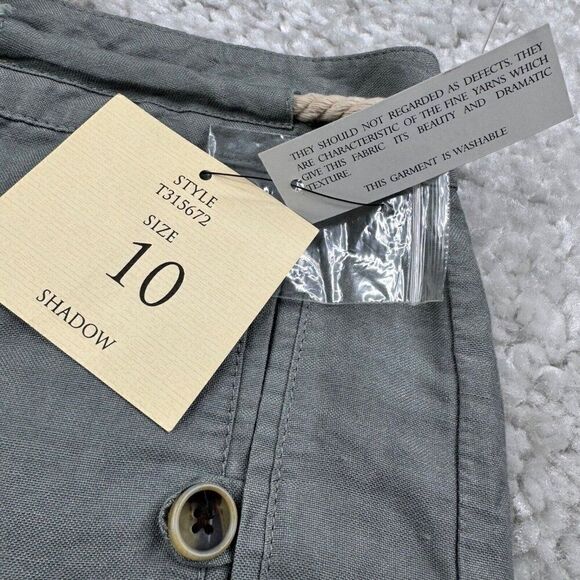 STYLE
T315672
SIZE
10
SHADOW
THEY SHOULD NOT REGARDED AS DEFECTS. THEY
ARE CHARACTERISTIC OF THE FINE YARNS WHICH
GIVE THIS FABRIC ITS BEAUTY AND DRAMATIC
TEXTURE
THIS GARMENT IS WASHABLE